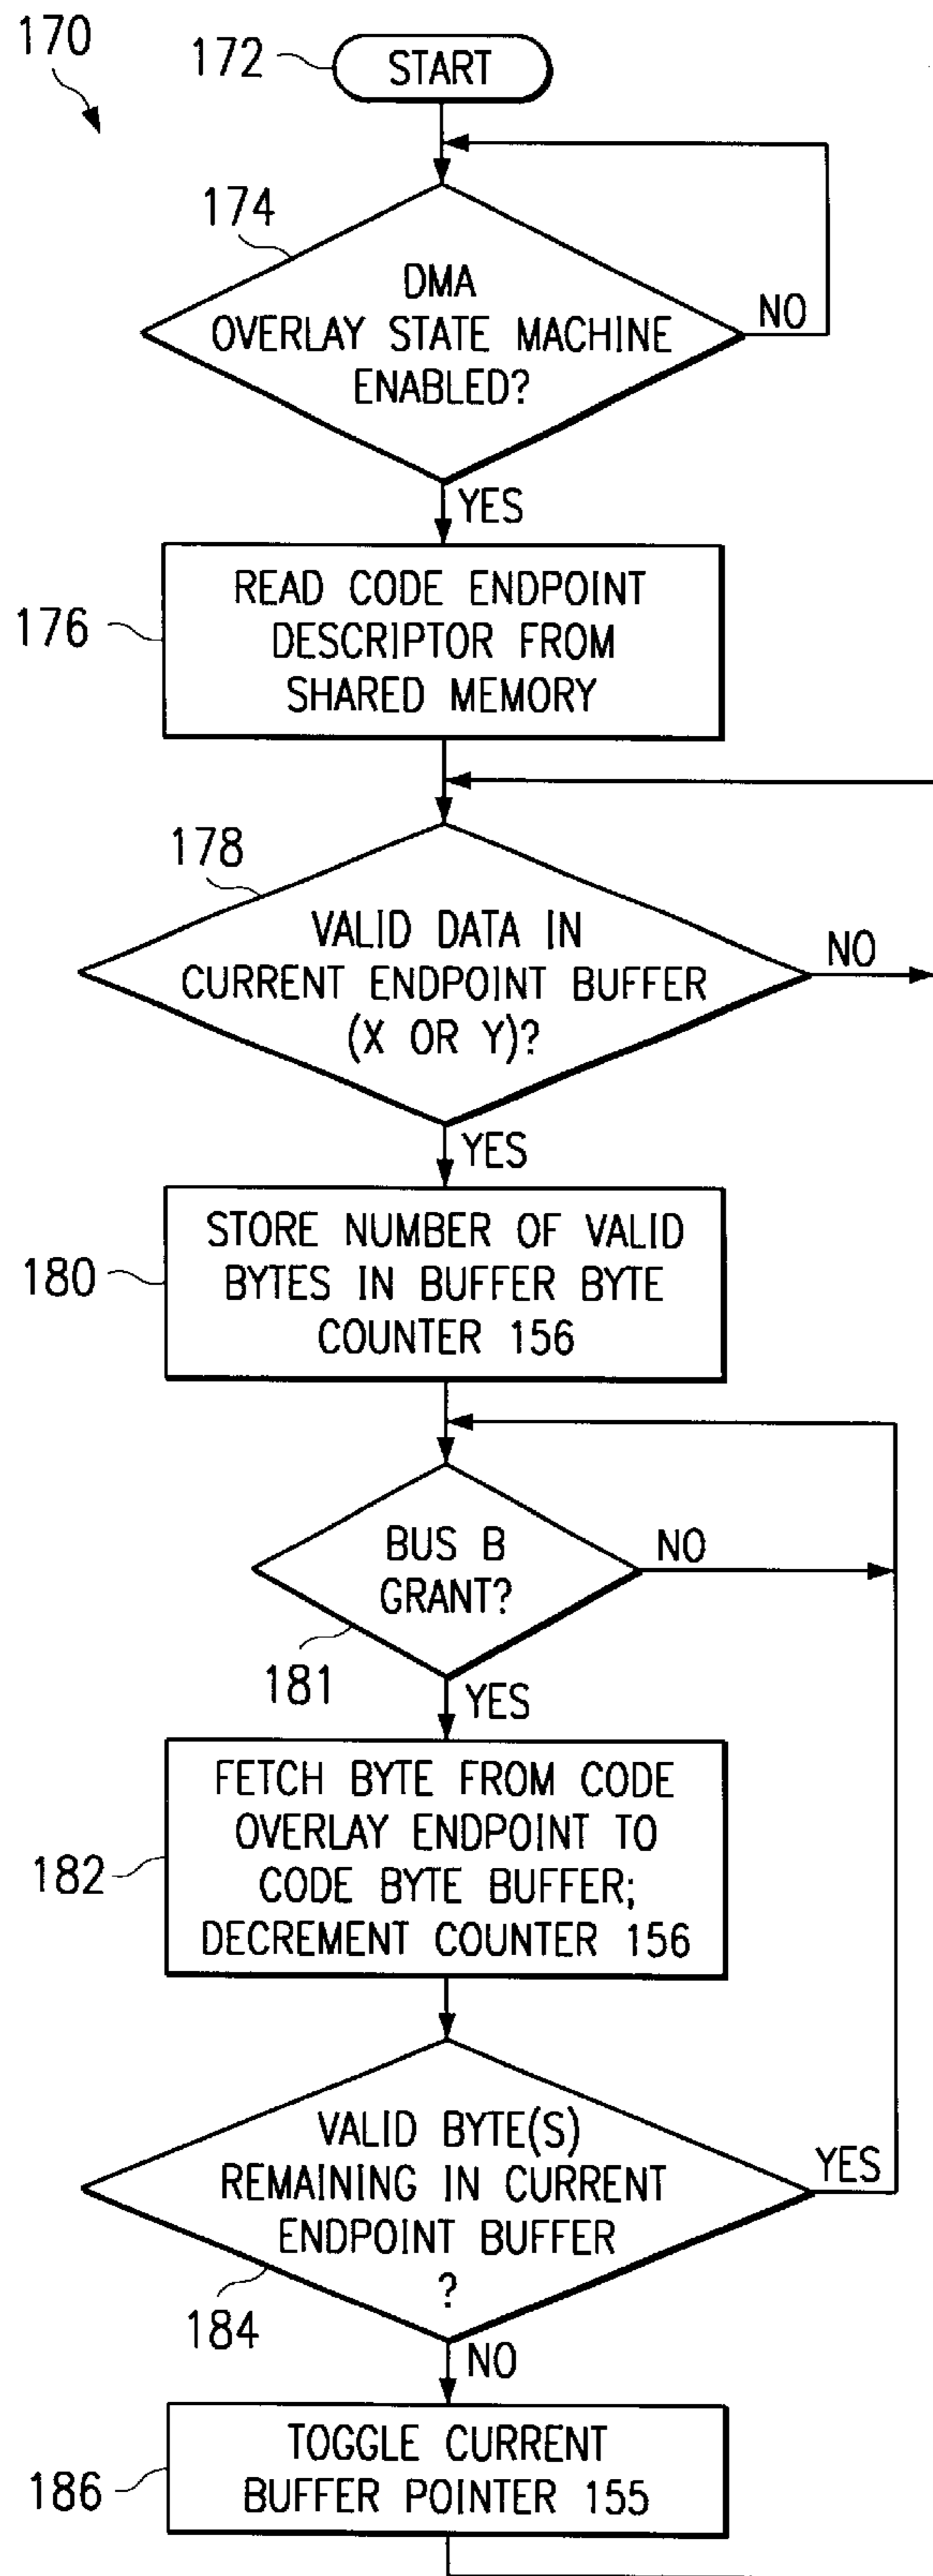 170
172
START
174
DMA
OVERLAY STATE MACHINE
ENABLED?
NO
YES
176
READ CODE ENDPOINT
DESCRIPTOR FROM
SHARED MEMORY
178
VALID DATA IN
CURRENT ENDPOINT BUFFER
(X OR Y)?
NO
YES
180
STORE NUMBER OF VALID
BYTES IN BUFFER BYTE
COUNTER 156
BUS B
GRANT?
NO
181
YES
182
FETCH BYTE FROM CODE
OVERLAY ENDPOINT TO
CODE BYTE BUFFER;
DECREMENT COUNTER 156
VALID BYTE(S)
REMAINING IN CURRENT
ENDPOINT BUFFER
?
YES
184
NO
186
TOGGLE CURRENT
BUFFER POINTER 155